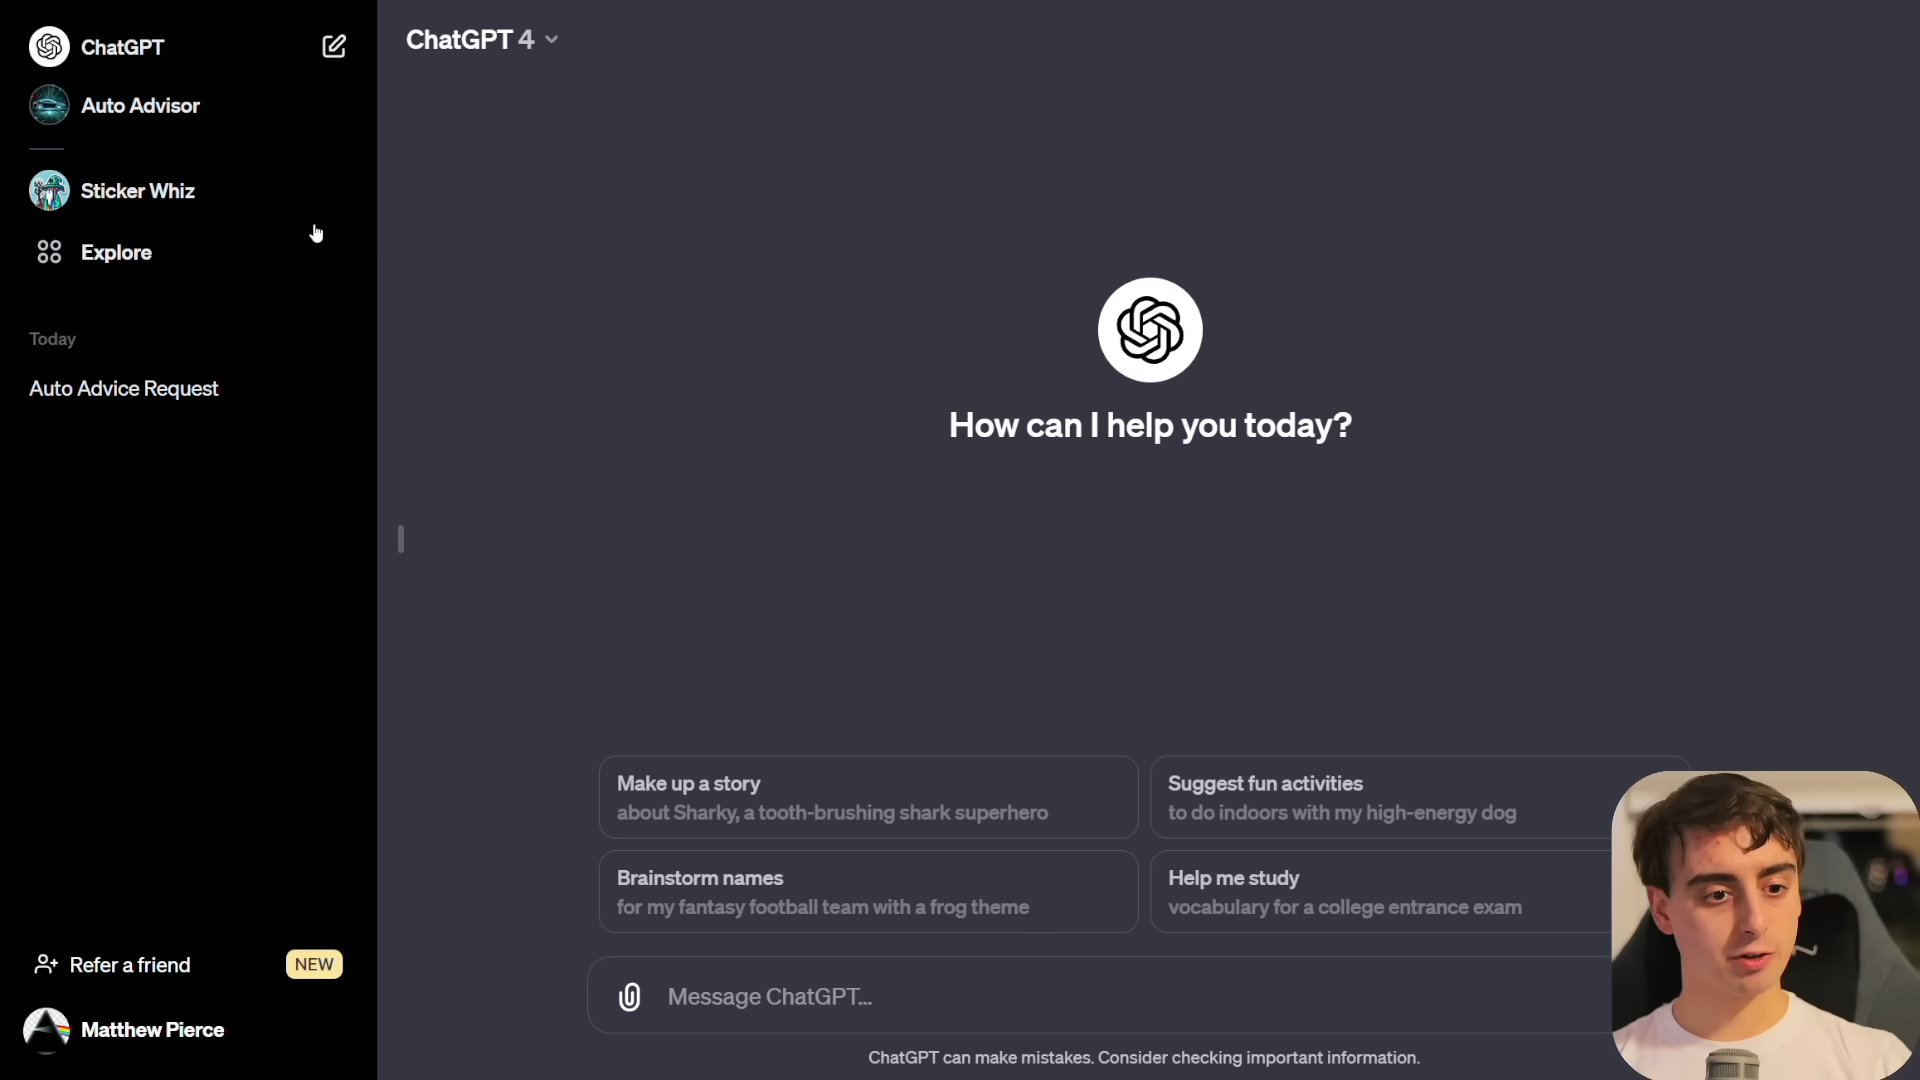 ChatGPT
Auto Advisor
Sticker Whiz
Explore
Today
Auto Advice Request
Refer a friend
NEW
Matthew Pierce
ChatGPT 4
How can I help you today?
Make up a story
about Sharky, a tooth-brushing shark superhero
Suggest fun activities
to do indoors with my high-energy dog
Brainstorm names
for my fantasy football team with a frog theme
Help me study
vocabulary for a college entrance exam
Message ChatGPT...
ChatGPT can make mistakes. Consider checking important information.